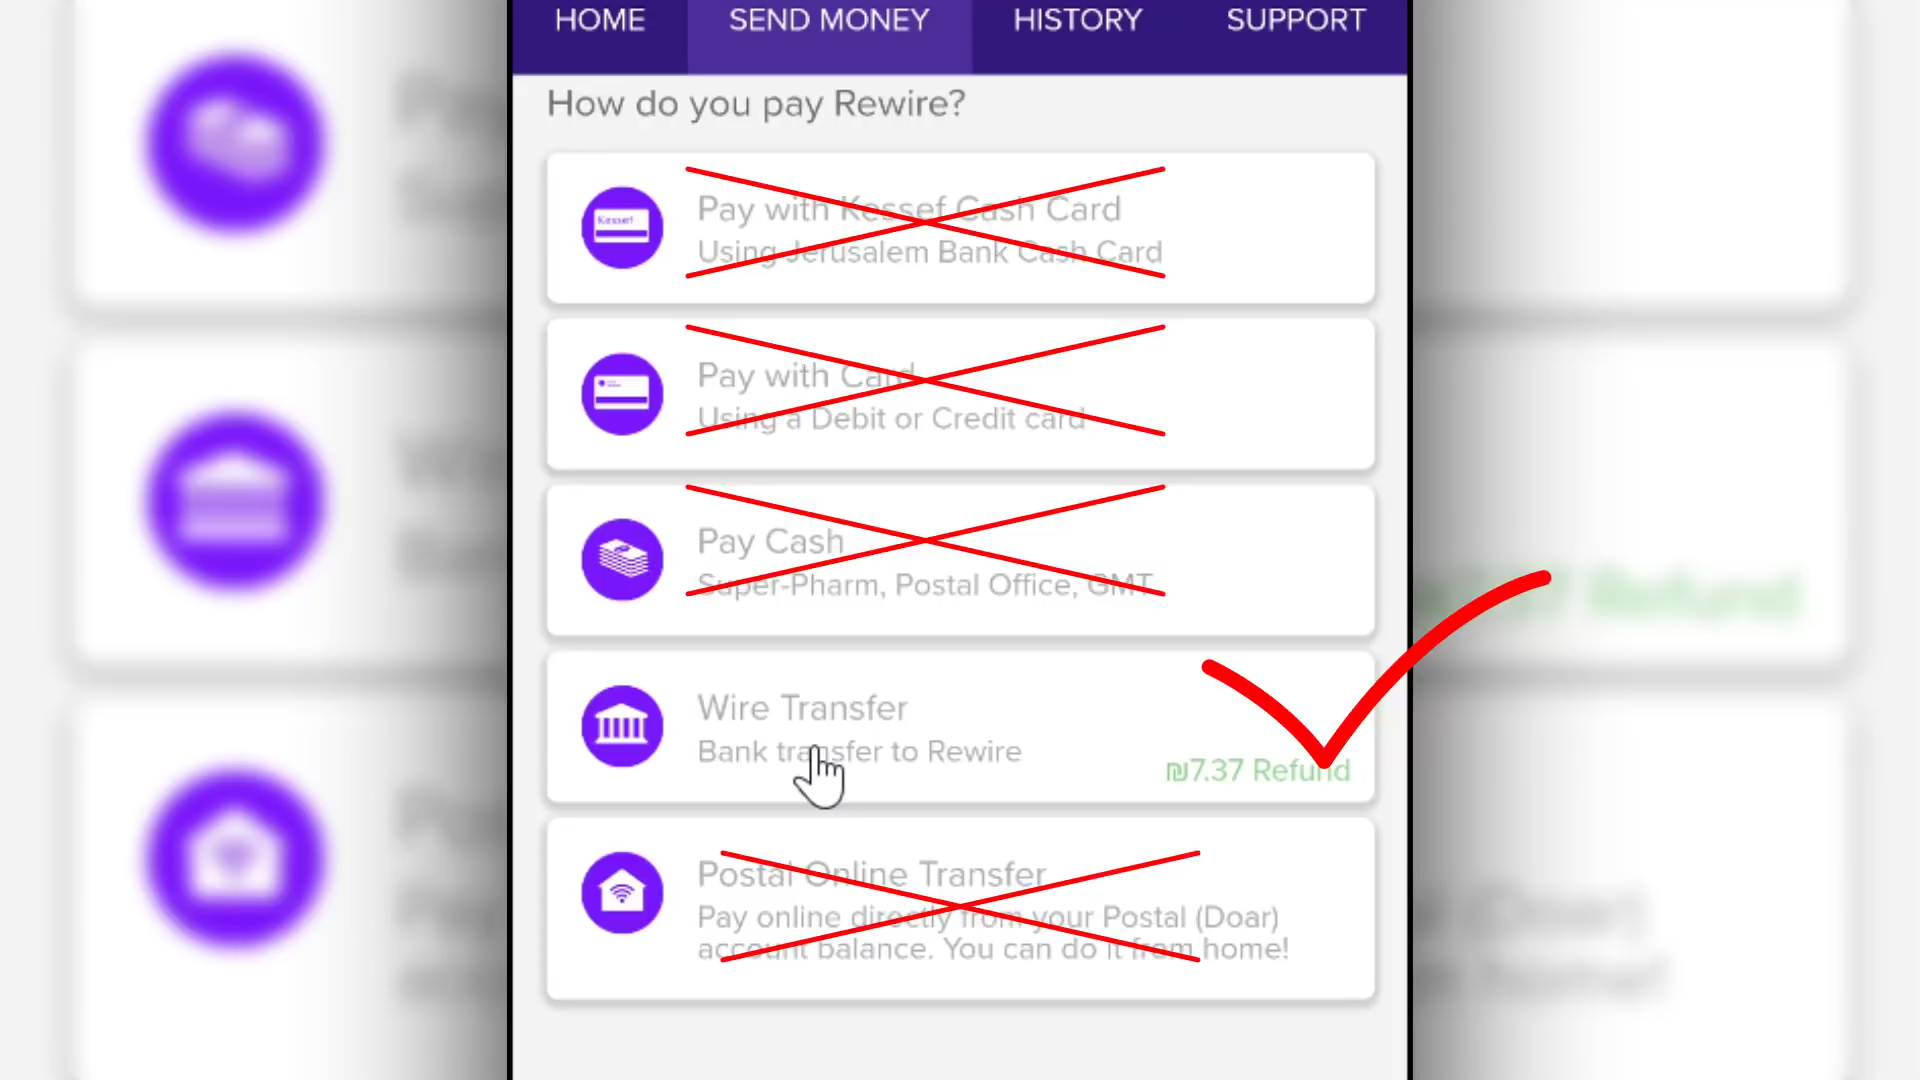 HOME SEND MONEY HISTORY SUPPORT
How do you pay Rewire?
Kessef
Pay with Kessef Cash Card
Using Jerusalem Bank Cash Card
Pay with Card
Using a Debit or Credit card
Pay Cash
Super-Pharm, Postal Office, GMT
Wire Transfer
Bank transfer to Rewire
₪7.37 Refund
Postal Online Transfer
Pay online directly from your Postal (Doar)
account balance. You can do it from home!